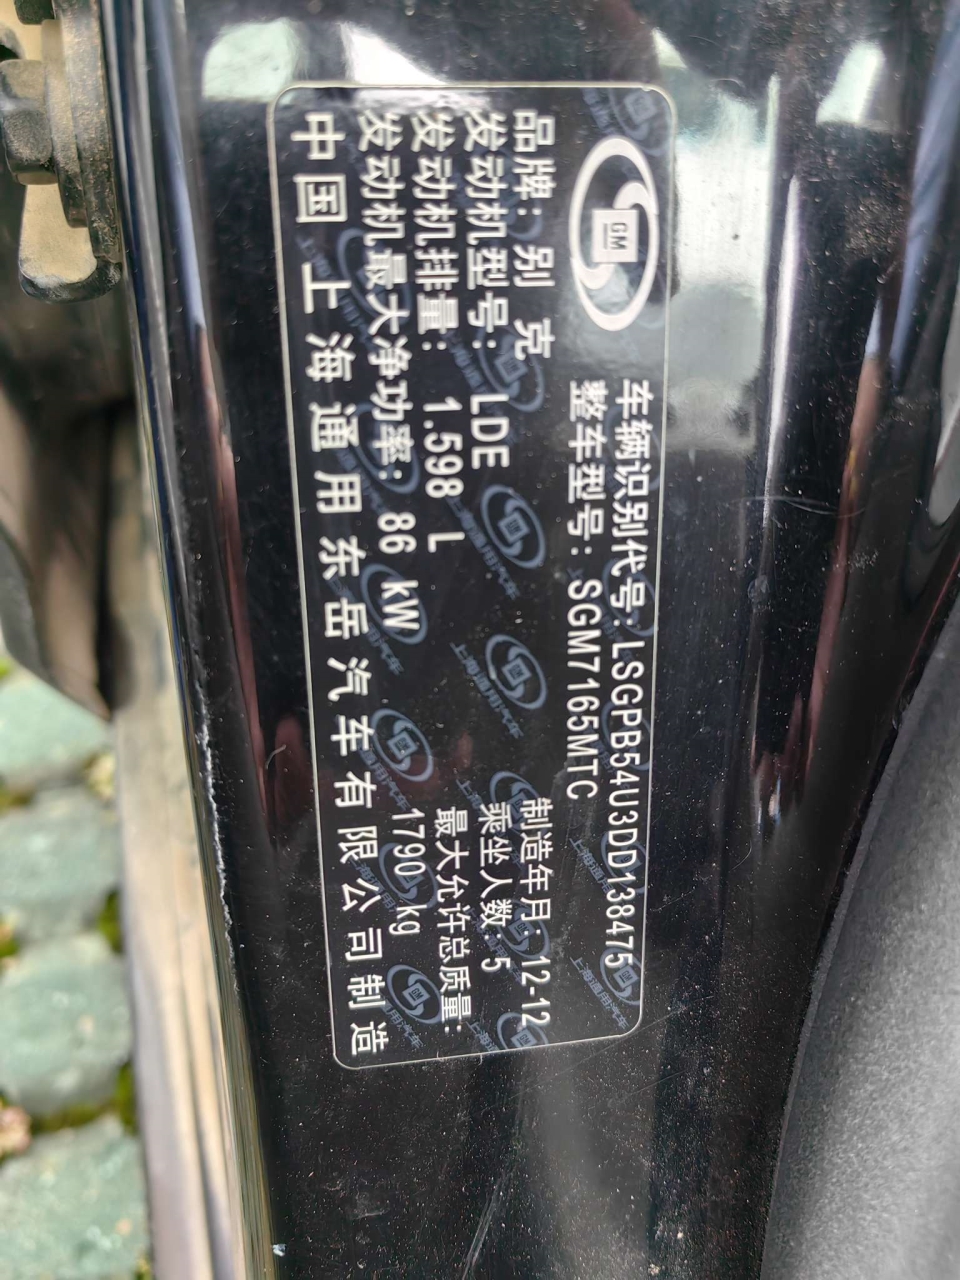 GM
车辆识别代号:LSGPB54U3DD138475
整车型号:SGM7165MTC
品牌:别 克
制造年月:12-12
发动机型号:LDE
乘坐人数:5
发动机排量:1.598 L
最大允许总质量:
发动机最大净功率:86 kW
1790 kg
中国 上海通用东岳汽车有限公司制造